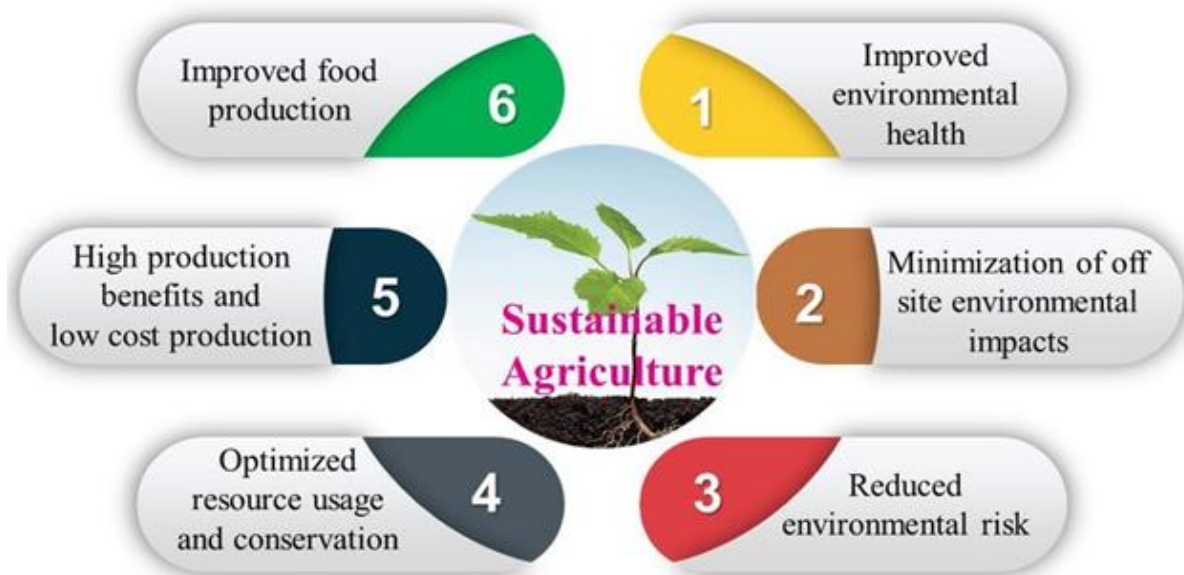 1
Improved
environmental
health
2
Minimization of off
site environmental
impacts
3
Reduced
environmental risk
4
Optimized
resource usage
and conservation
5
High production
benefits and
low cost production
6
Improved food
production
Sustainable
Agriculture